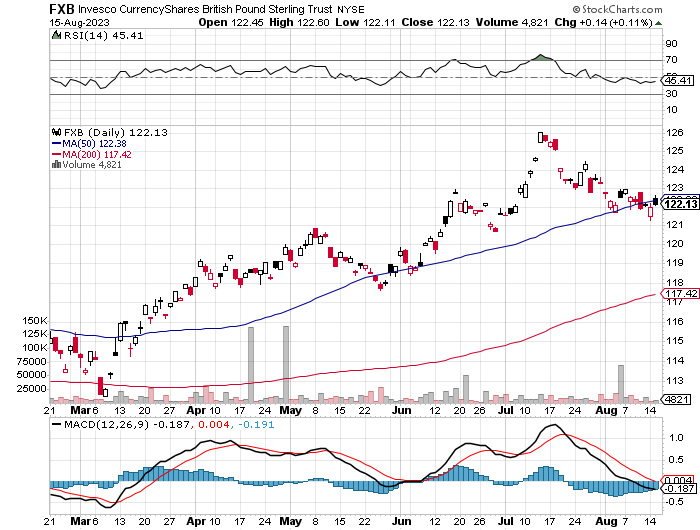 FXB Invesco CurrencyShares British Pound Sterling Trust NYSE © StockCharts.com
15-Aug-2023 Open 122.45 High 122.60 Low 122.11 Close 122.13 Volume 4,821 Chg +0.14 (+0.11%)
RSI(14) 45.41
90
70
50
45.41
30
10
FXB (Daily) 122.13
MA(50) 122.38
MA(200) 117.42
Volume 4,821
126
125
124
123
122.13
121
120
119
118
117.42
117
116
115
114
113
150K
125K
100K
75000
50000
25000
4821
21 Mar 6 13 20 27 Apr 10 17 24 May 8 15 22 Jun 12 20 26 Jul 10 17 24 Aug 7 14
MACD(12,26,9) -0.187, 0.004, -0.191
1.0
0.5
0.004
-0.187
-0.5
21 Mar 6 13 20 27 Apr 10 17 24 May 8 15 22 Jun 12 20 26 Jul 10 17 24 Aug 7 14